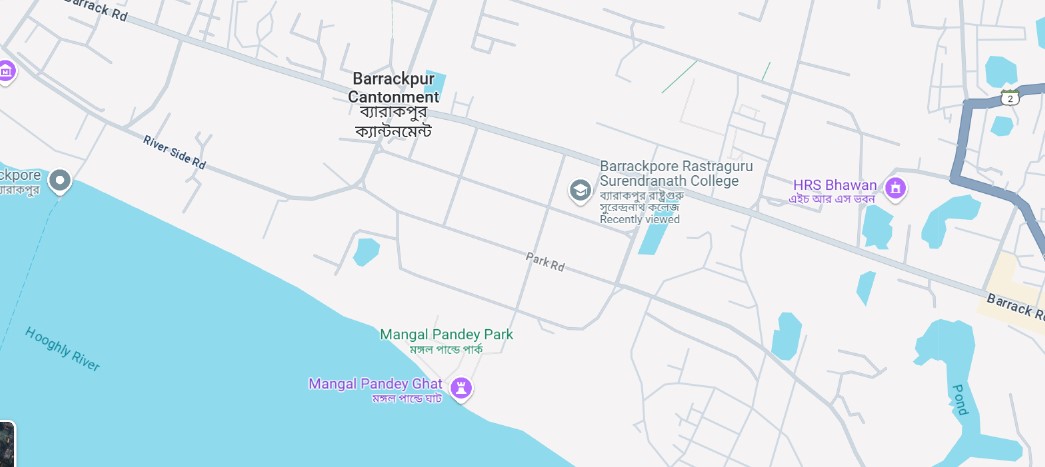 Barrack Rd
2
Barrackpur
Cantonment
ব্যারাকপুর
ক্যান্টনমেন্ট
River Side Rd
Barrackpore Rastraguru
Surendranath College
ব্যারাকপুর রাষ্ট্রগুরু
সুরেন্দ্রনাথ কলেজ
Recently viewed
ckpore
্যারাকপুর
HRS Bhawan
এইচ আর এস ভবন
Park Rd
Barrack Rd
Mangal Pandey Park
মঙ্গল পান্ডে পার্ক
Hooghly River
Mangal Pandey Ghat
মঙ্গল পান্ডে ঘাট
Pond